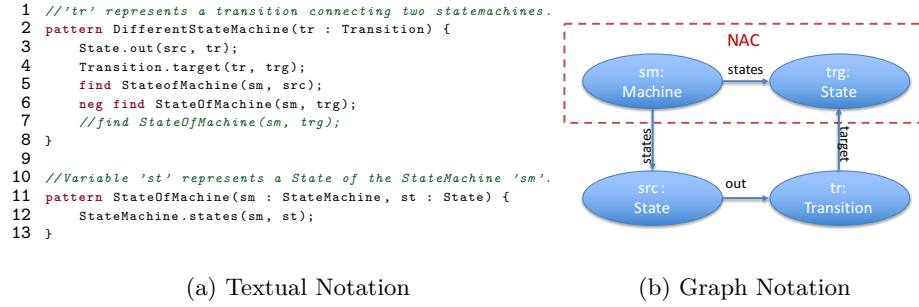 1 //'tr' represents a transition connecting two statemachines.
2 pattern DifferentStateMachine(tr : Transition) {
3 State.out(src, tr);
4 Transition.target(tr, trg);
5 find StateofMachine(sm, src);
6 neg find StateOfMachine(sm, trg);
7 //find StateOfMachine(sm, trg);
8 }
9
10 //Variable 'st' represents a State of the StateMachine 'sm'.
11 pattern StateOfMachine(sm : StateMachine, st : State) {
12 StateMachine.states(sm, st);
13 }
(a) Textual Notation
NAC
sm:
Machine
states
trg:
State
states
target
src :
State
out
tr:
Transition
(b) Graph Notation